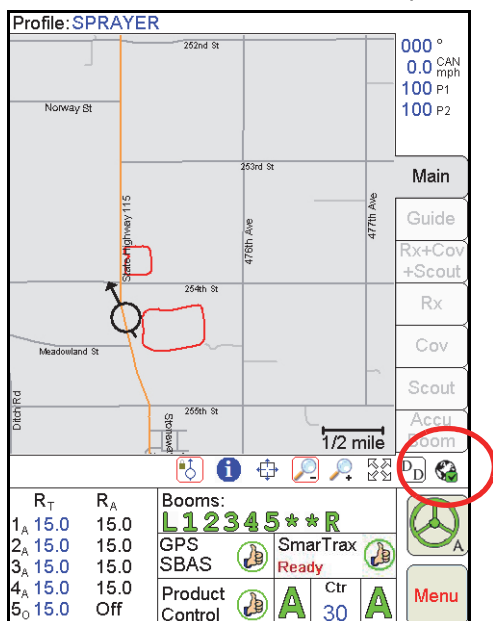 Profile: SPRAYER
252nd St
000 °
0.0 CAN mph
100 P1
100 P2
Norway St
253rd St
Main
State Highway 115
476th Ave
477th Ave
Guide
Rx+Cov
+Scout
254th St
Rx
Meadowland St
Cov
Scout
Ditch Rd
255th St
Accu
Boom
1/2 mile
DD
RT RA
1A 15.0 15.0
2A 15.0 15.0
3A 15.0 15.0
4A 15.0 15.0
5O 15.0 Off
Booms:
L12345**R
GPS
SBAS
SmarTrax
Ready
Product
Control
A
Ctr
30
A
A
Menu